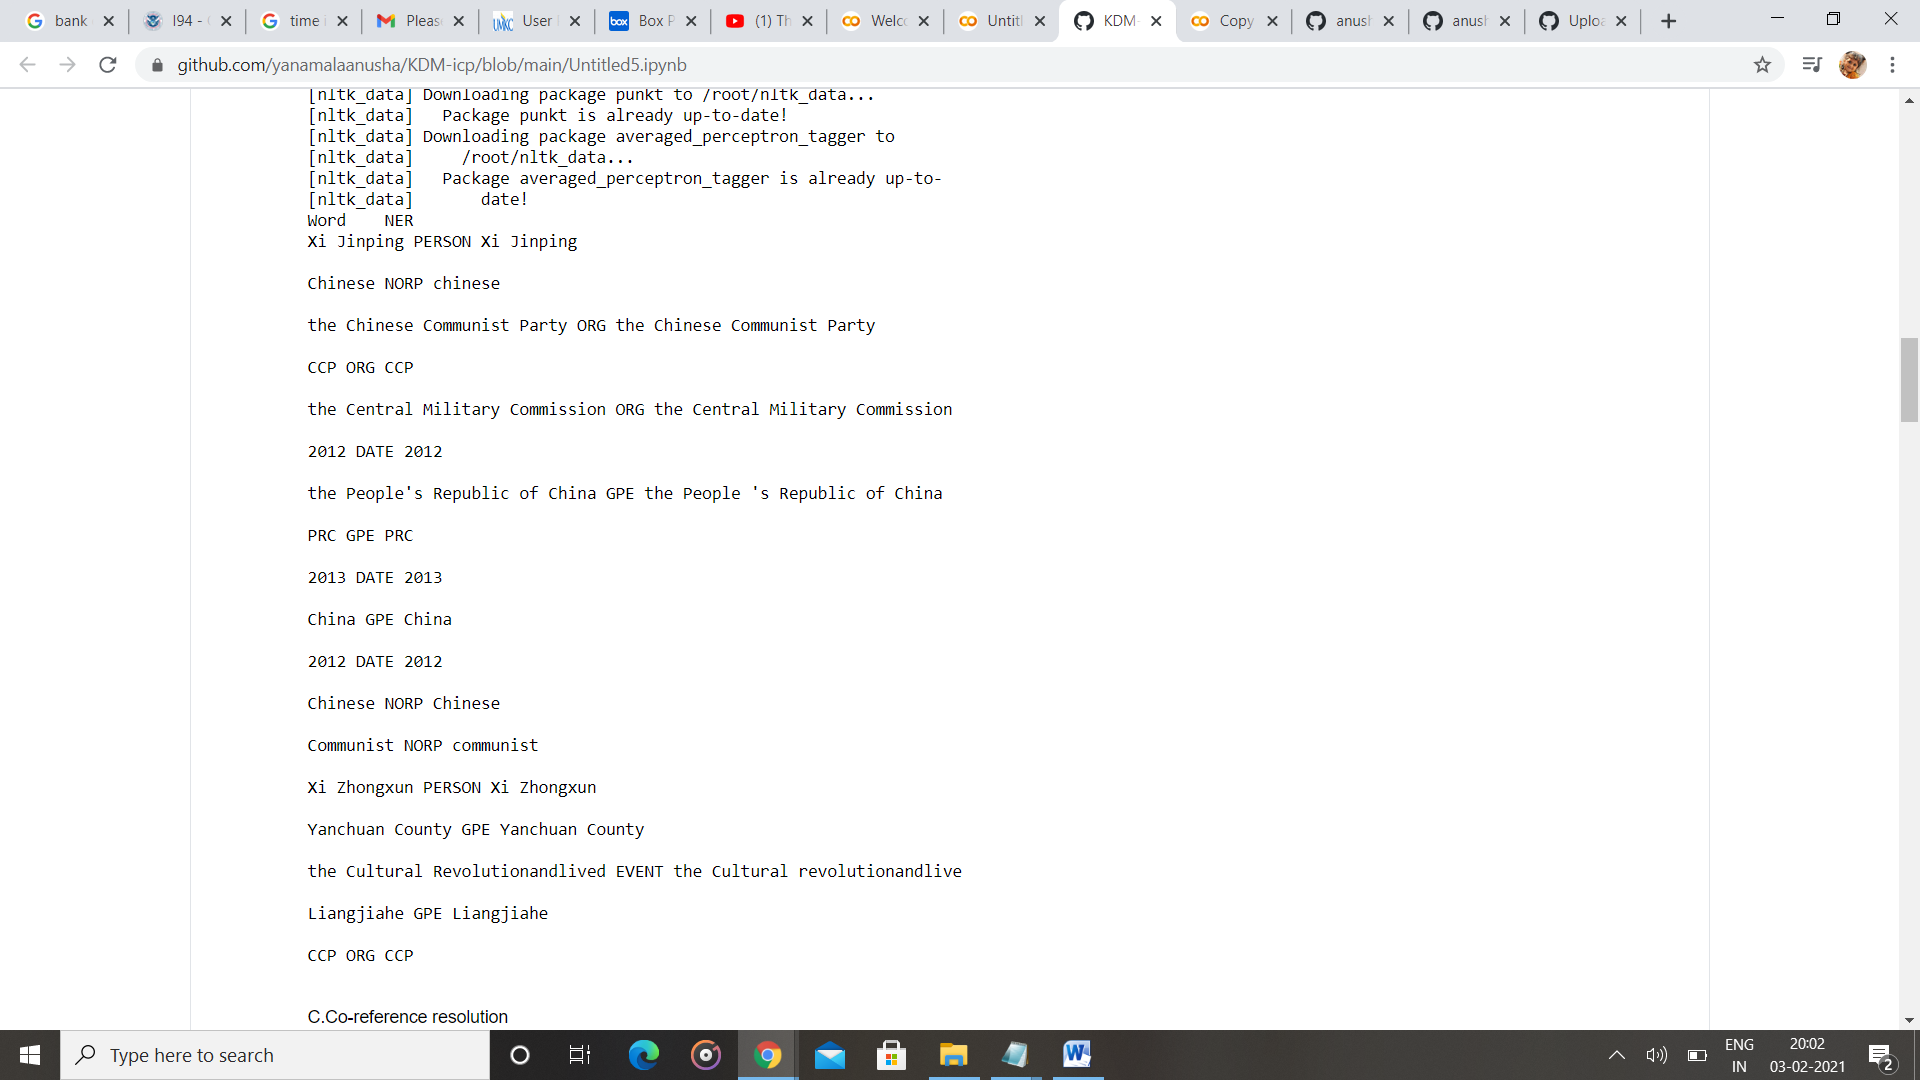 bank
I94 -
time i
Pleas
UMKC User
box Box P
(1) Th
Welco
Untitl
KDM-
Copy
anush
anush
Uploa
github.com/yanamalaanusha/KDM-icp/blob/main/Untitled5.ipynb
[nltk_data] Downloading package punkt to /root/nltk_data...
[nltk_data]   Package punkt is already up-to-date!
[nltk_data] Downloading package averaged_perceptron_tagger to
[nltk_data]     /root/nltk_data...
[nltk_data]   Package averaged_perceptron_tagger is already up-to-
[nltk_data]       date!
Word    NER
Xi Jinping PERSON Xi Jinping
Chinese NORP chinese
the Chinese Communist Party ORG the Chinese Communist Party
CCP ORG CCP
the Central Military Commission ORG the Central Military Commission
2012 DATE 2012
the People's Republic of China GPE the People 's Republic of China
PRC GPE PRC
2013 DATE 2013
China GPE China
2012 DATE 2012
Chinese NORP Chinese
Communist NORP communist
Xi Zhongxun PERSON Xi Zhongxun
Yanchuan County GPE Yanchuan County
the Cultural Revolutionandlived EVENT the Cultural revolutionandlive
Liangjiahe GPE Liangjiahe
CCP ORG CCP
C.Co-reference resolution
Type here to search
ENG
IN
20:02
03-02-2021
2